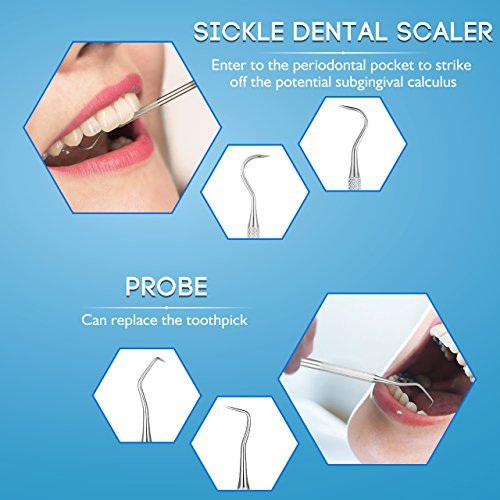 SICKLE DENTAL SCALER
Enter to the periodontal pocket to strike
off the potential subgingival calculus
PROBE
Can replace the toothpick